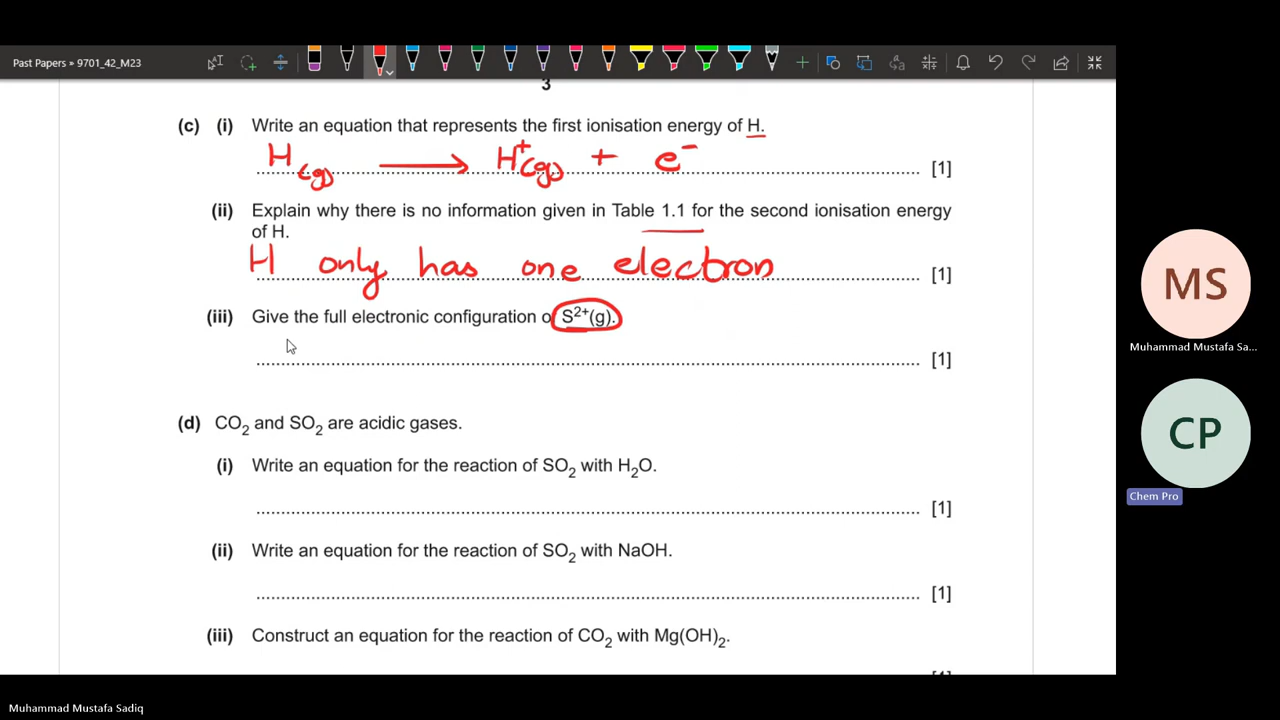 Past Papers » 9701_42_M23
3
(c) (i) Write an equation that represents the first ionisation energy of H.
H(g) ⟶ H⁺(g) + e⁻
[1]
(ii) Explain why there is no information given in Table 1.1 for the second ionisation energy
of H.
H only has one electron
[1]
(iii) Give the full electronic configuration o S²⁺(g).
[1]
(d) CO₂ and SO₂ are acidic gases.
(i) Write an equation for the reaction of SO₂ with H₂O.
[1]
(ii) Write an equation for the reaction of SO₂ with NaOH.
[1]
(iii) Construct an equation for the reaction of CO₂ with Mg(OH)₂.
MS
Muhammad Mustafa Sa...
CP
Chem Pro
Muhammad Mustafa Sadiq